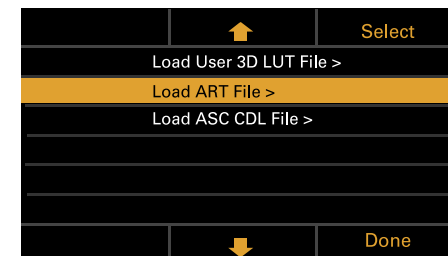 Select
Load User 3D LUT File >
Load ART File >
Load ASC CDL File >
Done